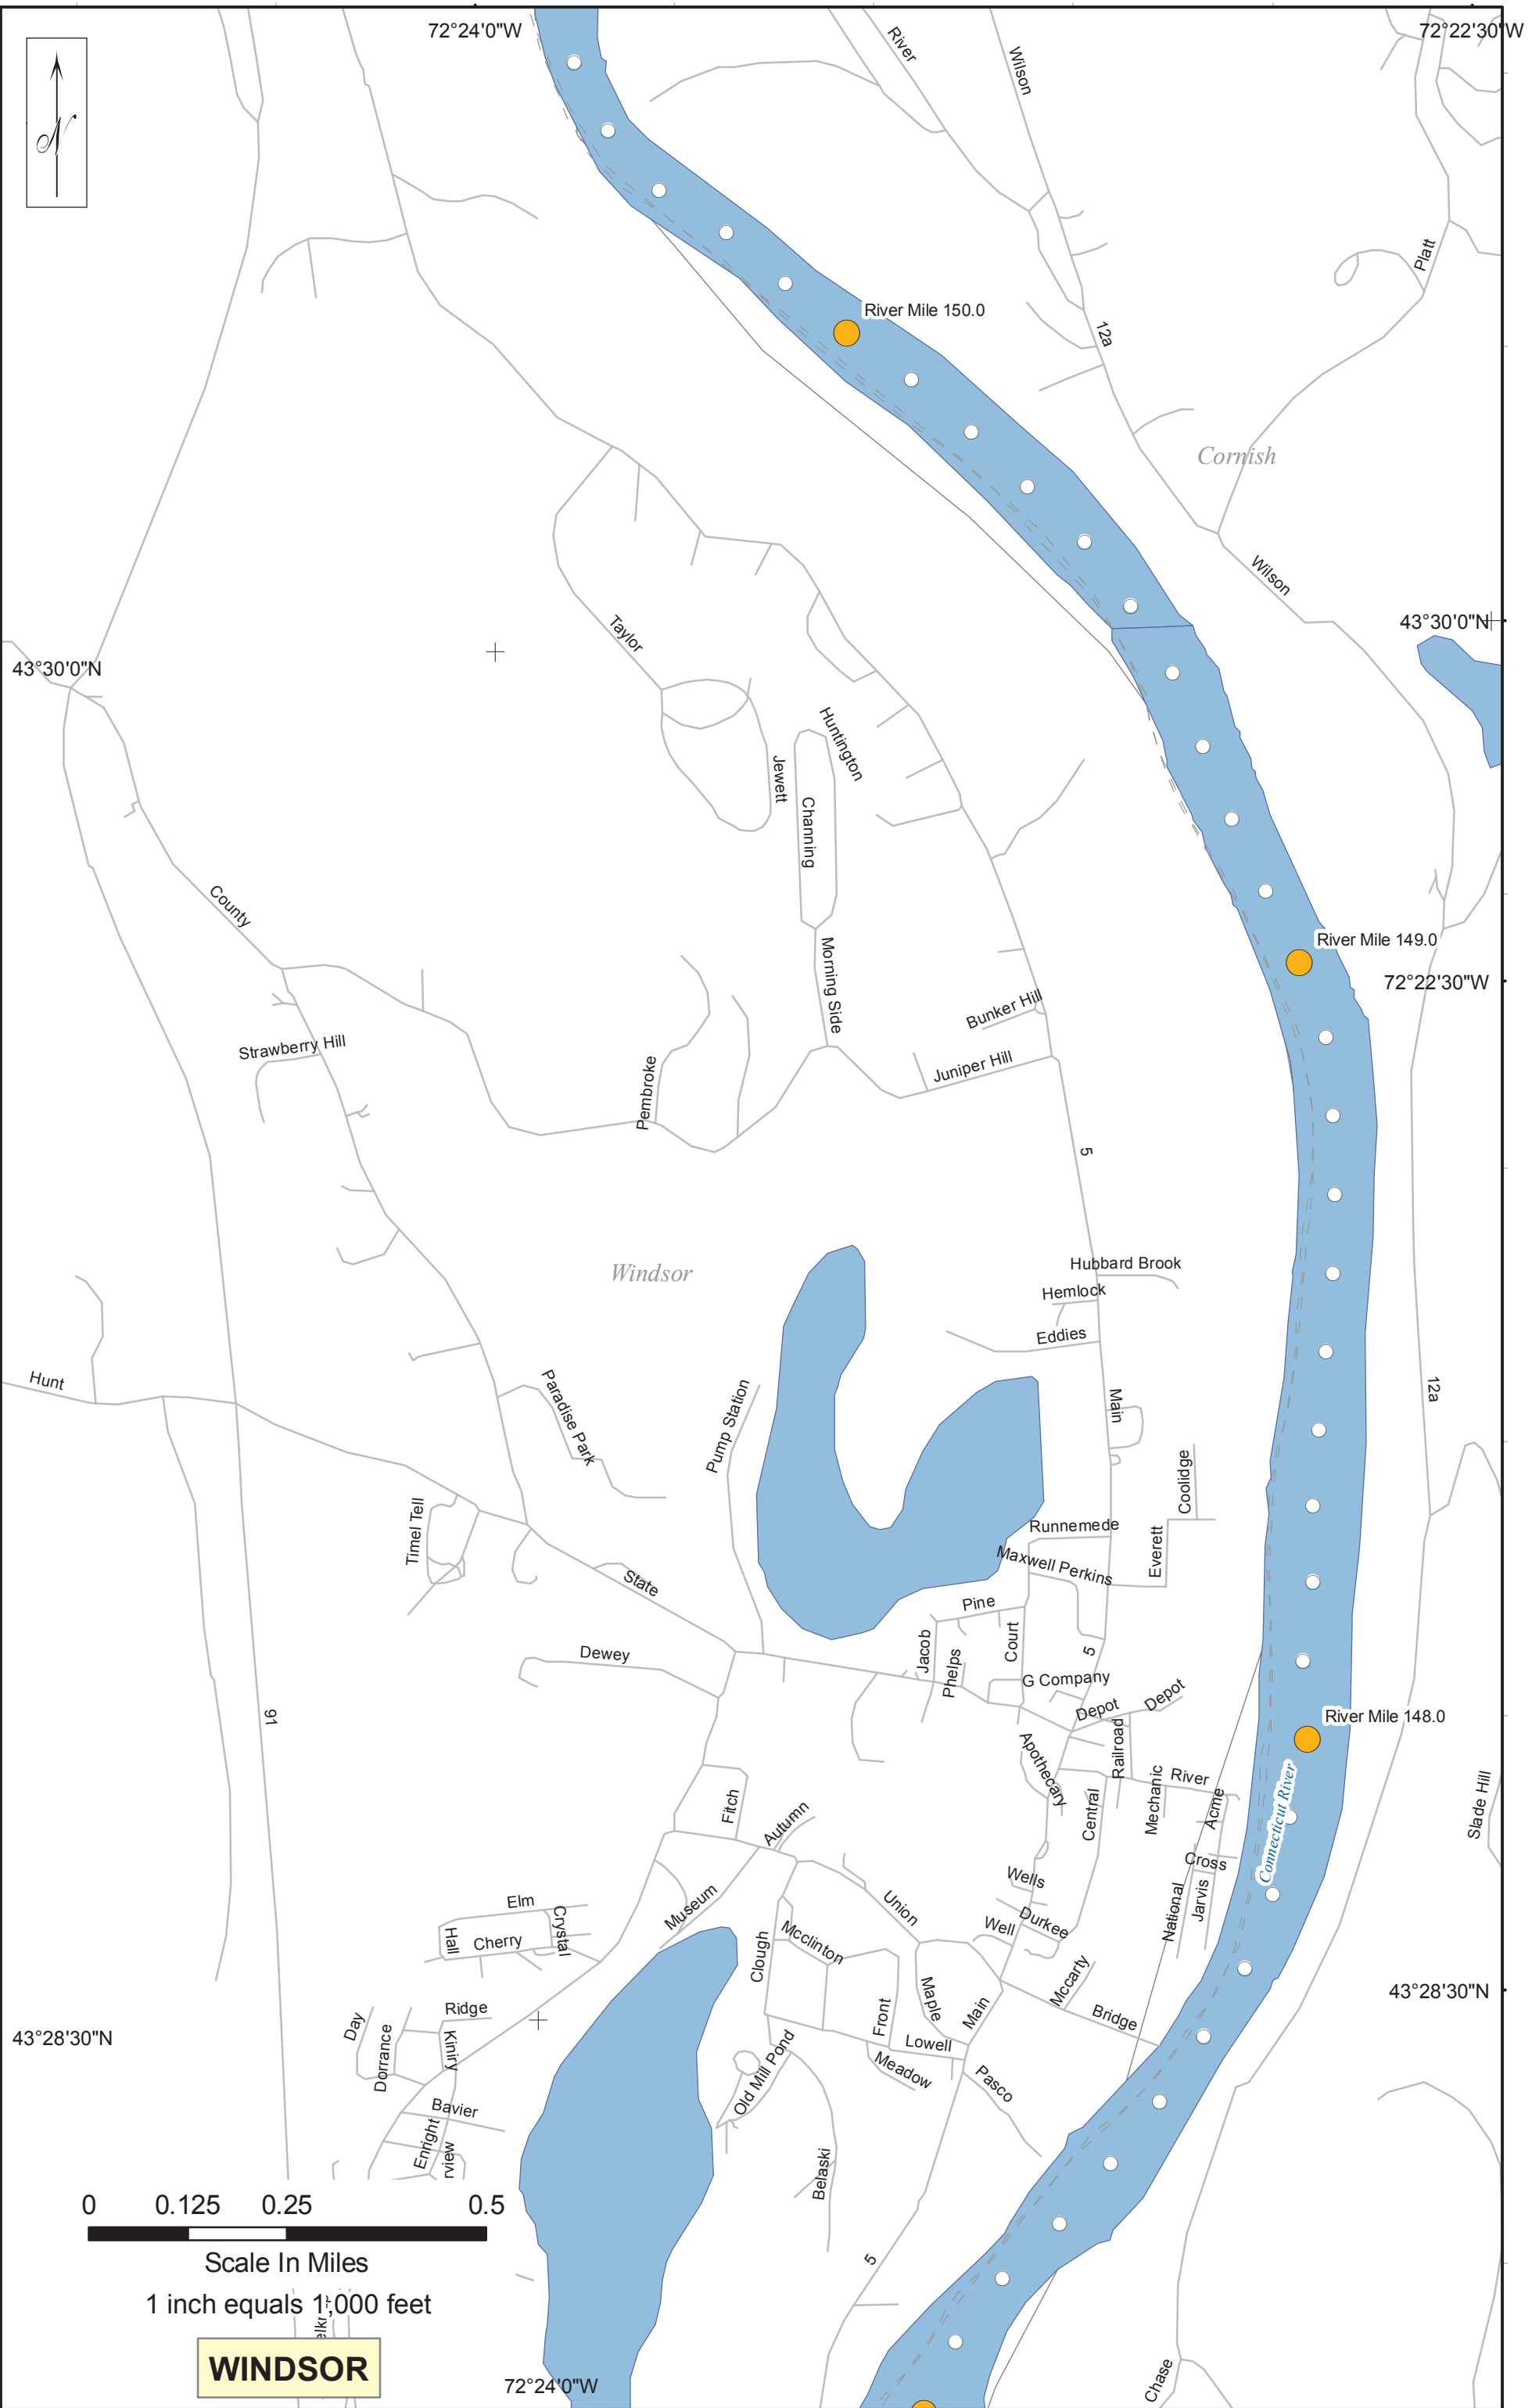 72°24'0"W
72°22'30"W
N
River
Wilson
Platt
River Mile 150.0
12a
Cornish
Wilson
43°30'0"N
43°30'0"N
Taylor
Huntington
Jewett
Channing
County
River Mile 149.0
Morning Side
72°22'30"W
Bunker Hill
Strawberry Hill
Juniper Hill
Pembroke
5
Hubbard Brook
Windsor
Hemlock
Eddies
Hunt
Paradise Park
Pump Station
Main
12a
Coolidge
Timel Tell
Runnemede
Everett
Maxwell Perkins
State
Pine
Jacob
Court
Dewey
Phelps
5
G Company
Depot
Depot
91
River Mile 148.0
Railroad
Apothecary
River
Mechanic
Acme
Central
Fitch
Autumn
Slade Hill
Connecticut River
Cross
Wells
Museum
Union
National
Jarvis
Elm
Crystal
Hall
Cherry
Durkee
Well
Mcclinton
Clough
Mccarty
Maple
43°28'30"N
Ridge
Front
Main
Bridge
Day
43°28'30"N
Dorrance
Kiniry
Lowell
Old Mill Pond
Meadow
Pasco
Bavier
Enright
rview
Belaski
0 0.125 0.25 0.5
Scale In Miles
5
1 inch equals 1,000 feet
WINDSOR
72°24'0"W
Chase